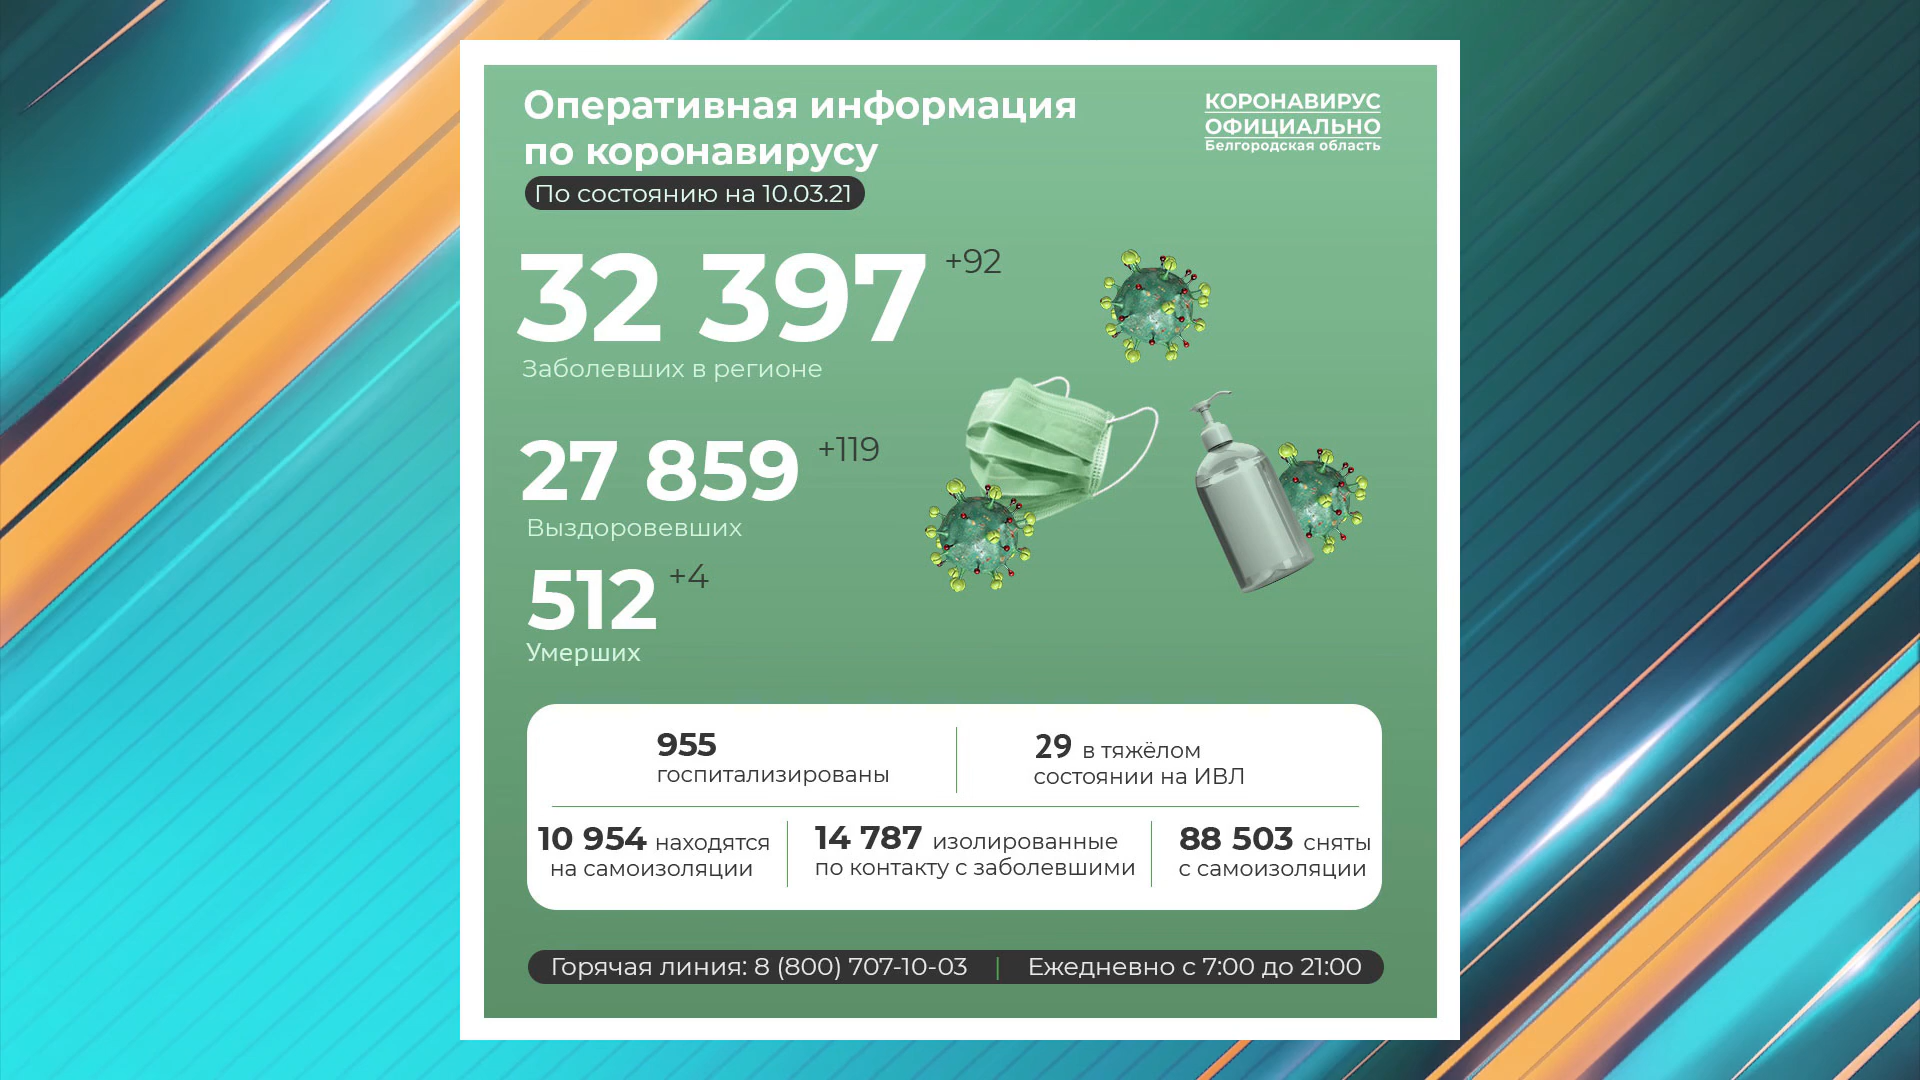 Оперативная информация
по коронавирусу
По состоянию на 10.03.21
КОРОНАВИРУС
ОФИЦИАЛЬНО
Белгородская область
32 397 +92
Заболевших в регионе
27 859 +119
Выздоровевших
512 +4
Умерших
955
госпитализированы
29 в тяжёлом
состоянии на ИВЛ
10 954 находятся
на самоизоляции
14 787 изолированные
по контакту с заболевшими
88 503 сняты
с самоизоляции
Горячая линия: 8 (800) 707-10-03 | Ежедневно с 7:00 до 21:00